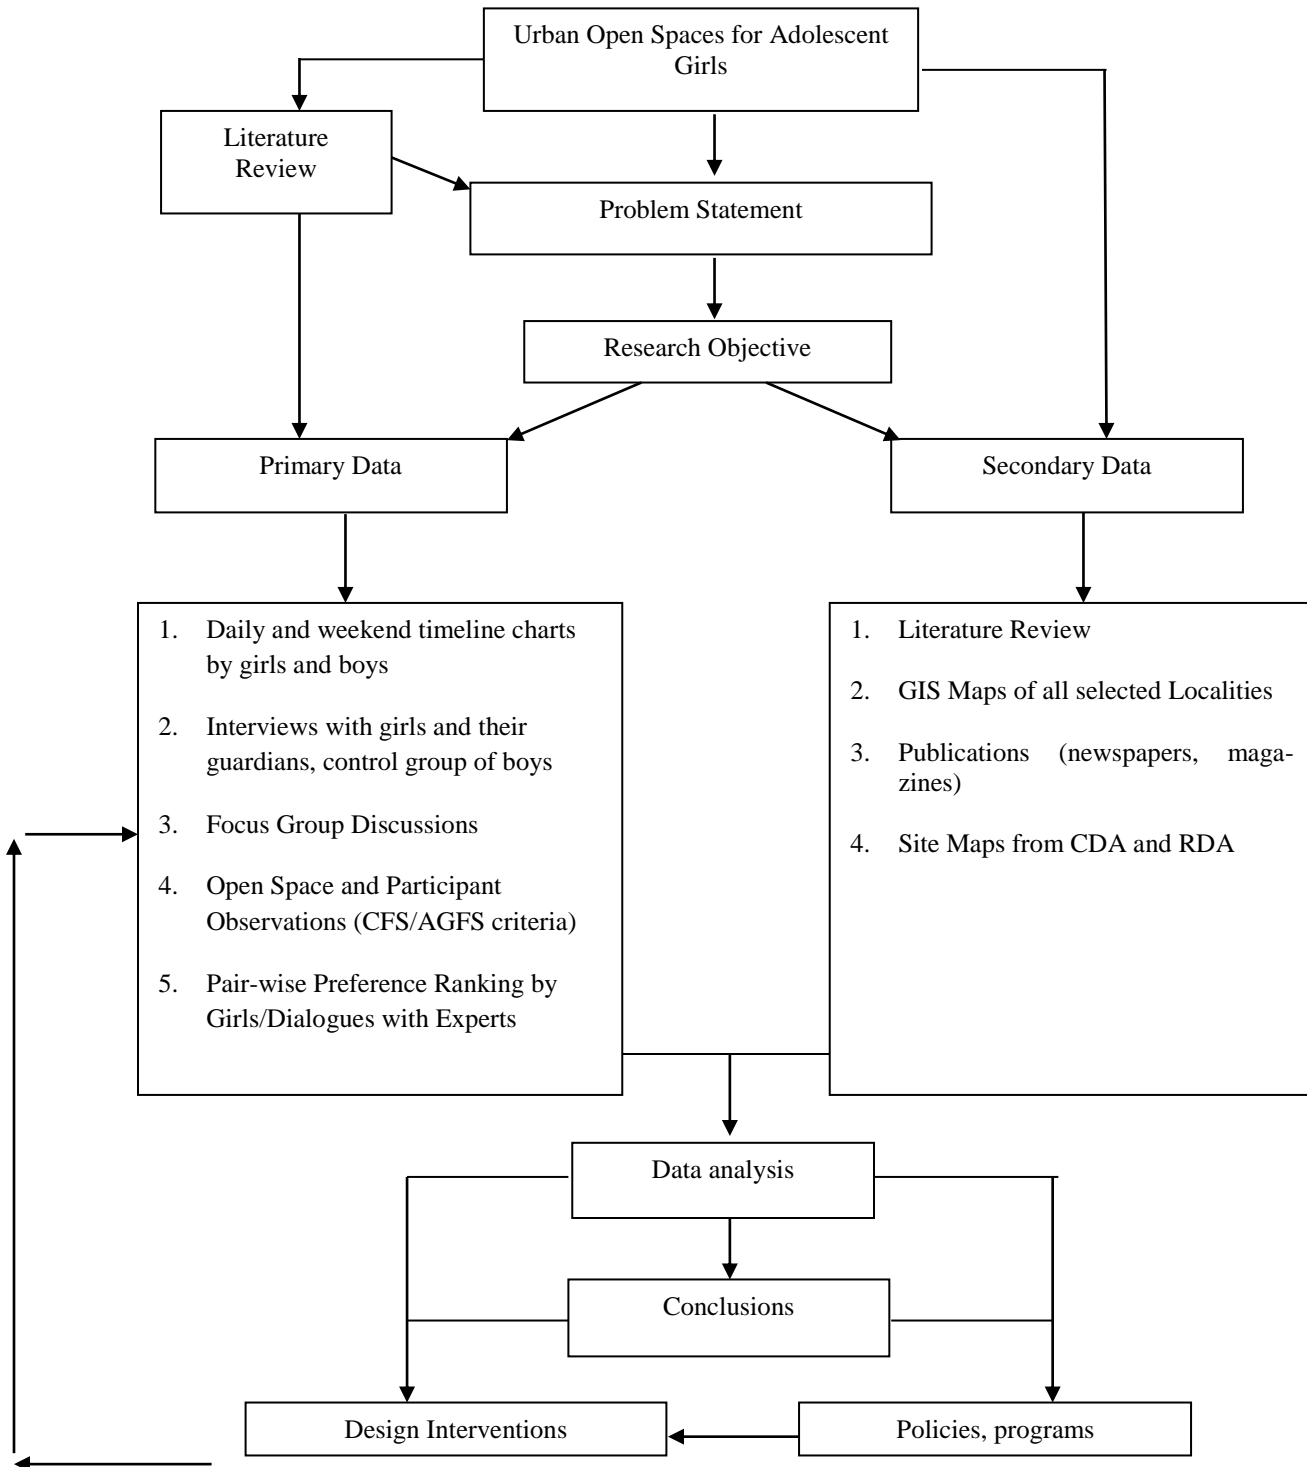 Urban Open Spaces for Adolescent
Girls
Literature
Review
Problem Statement
Research Objective
Primary Data
Secondary Data
1. Daily and weekend timeline charts
by girls and boys
2. Interviews with girls and their
guardians, control group of boys
3. Focus Group Discussions
4. Open Space and Participant
Observations (CFS/AGFS criteria)
5. Pair-wise Preference Ranking by
Girls/Dialogues with Experts
1. Literature Review
2. GIS Maps of all selected Localities
3. Publications (newspapers, maga-
zines)
4. Site Maps from CDA and RDA
Data analysis
Conclusions
Design Interventions
Policies, programs